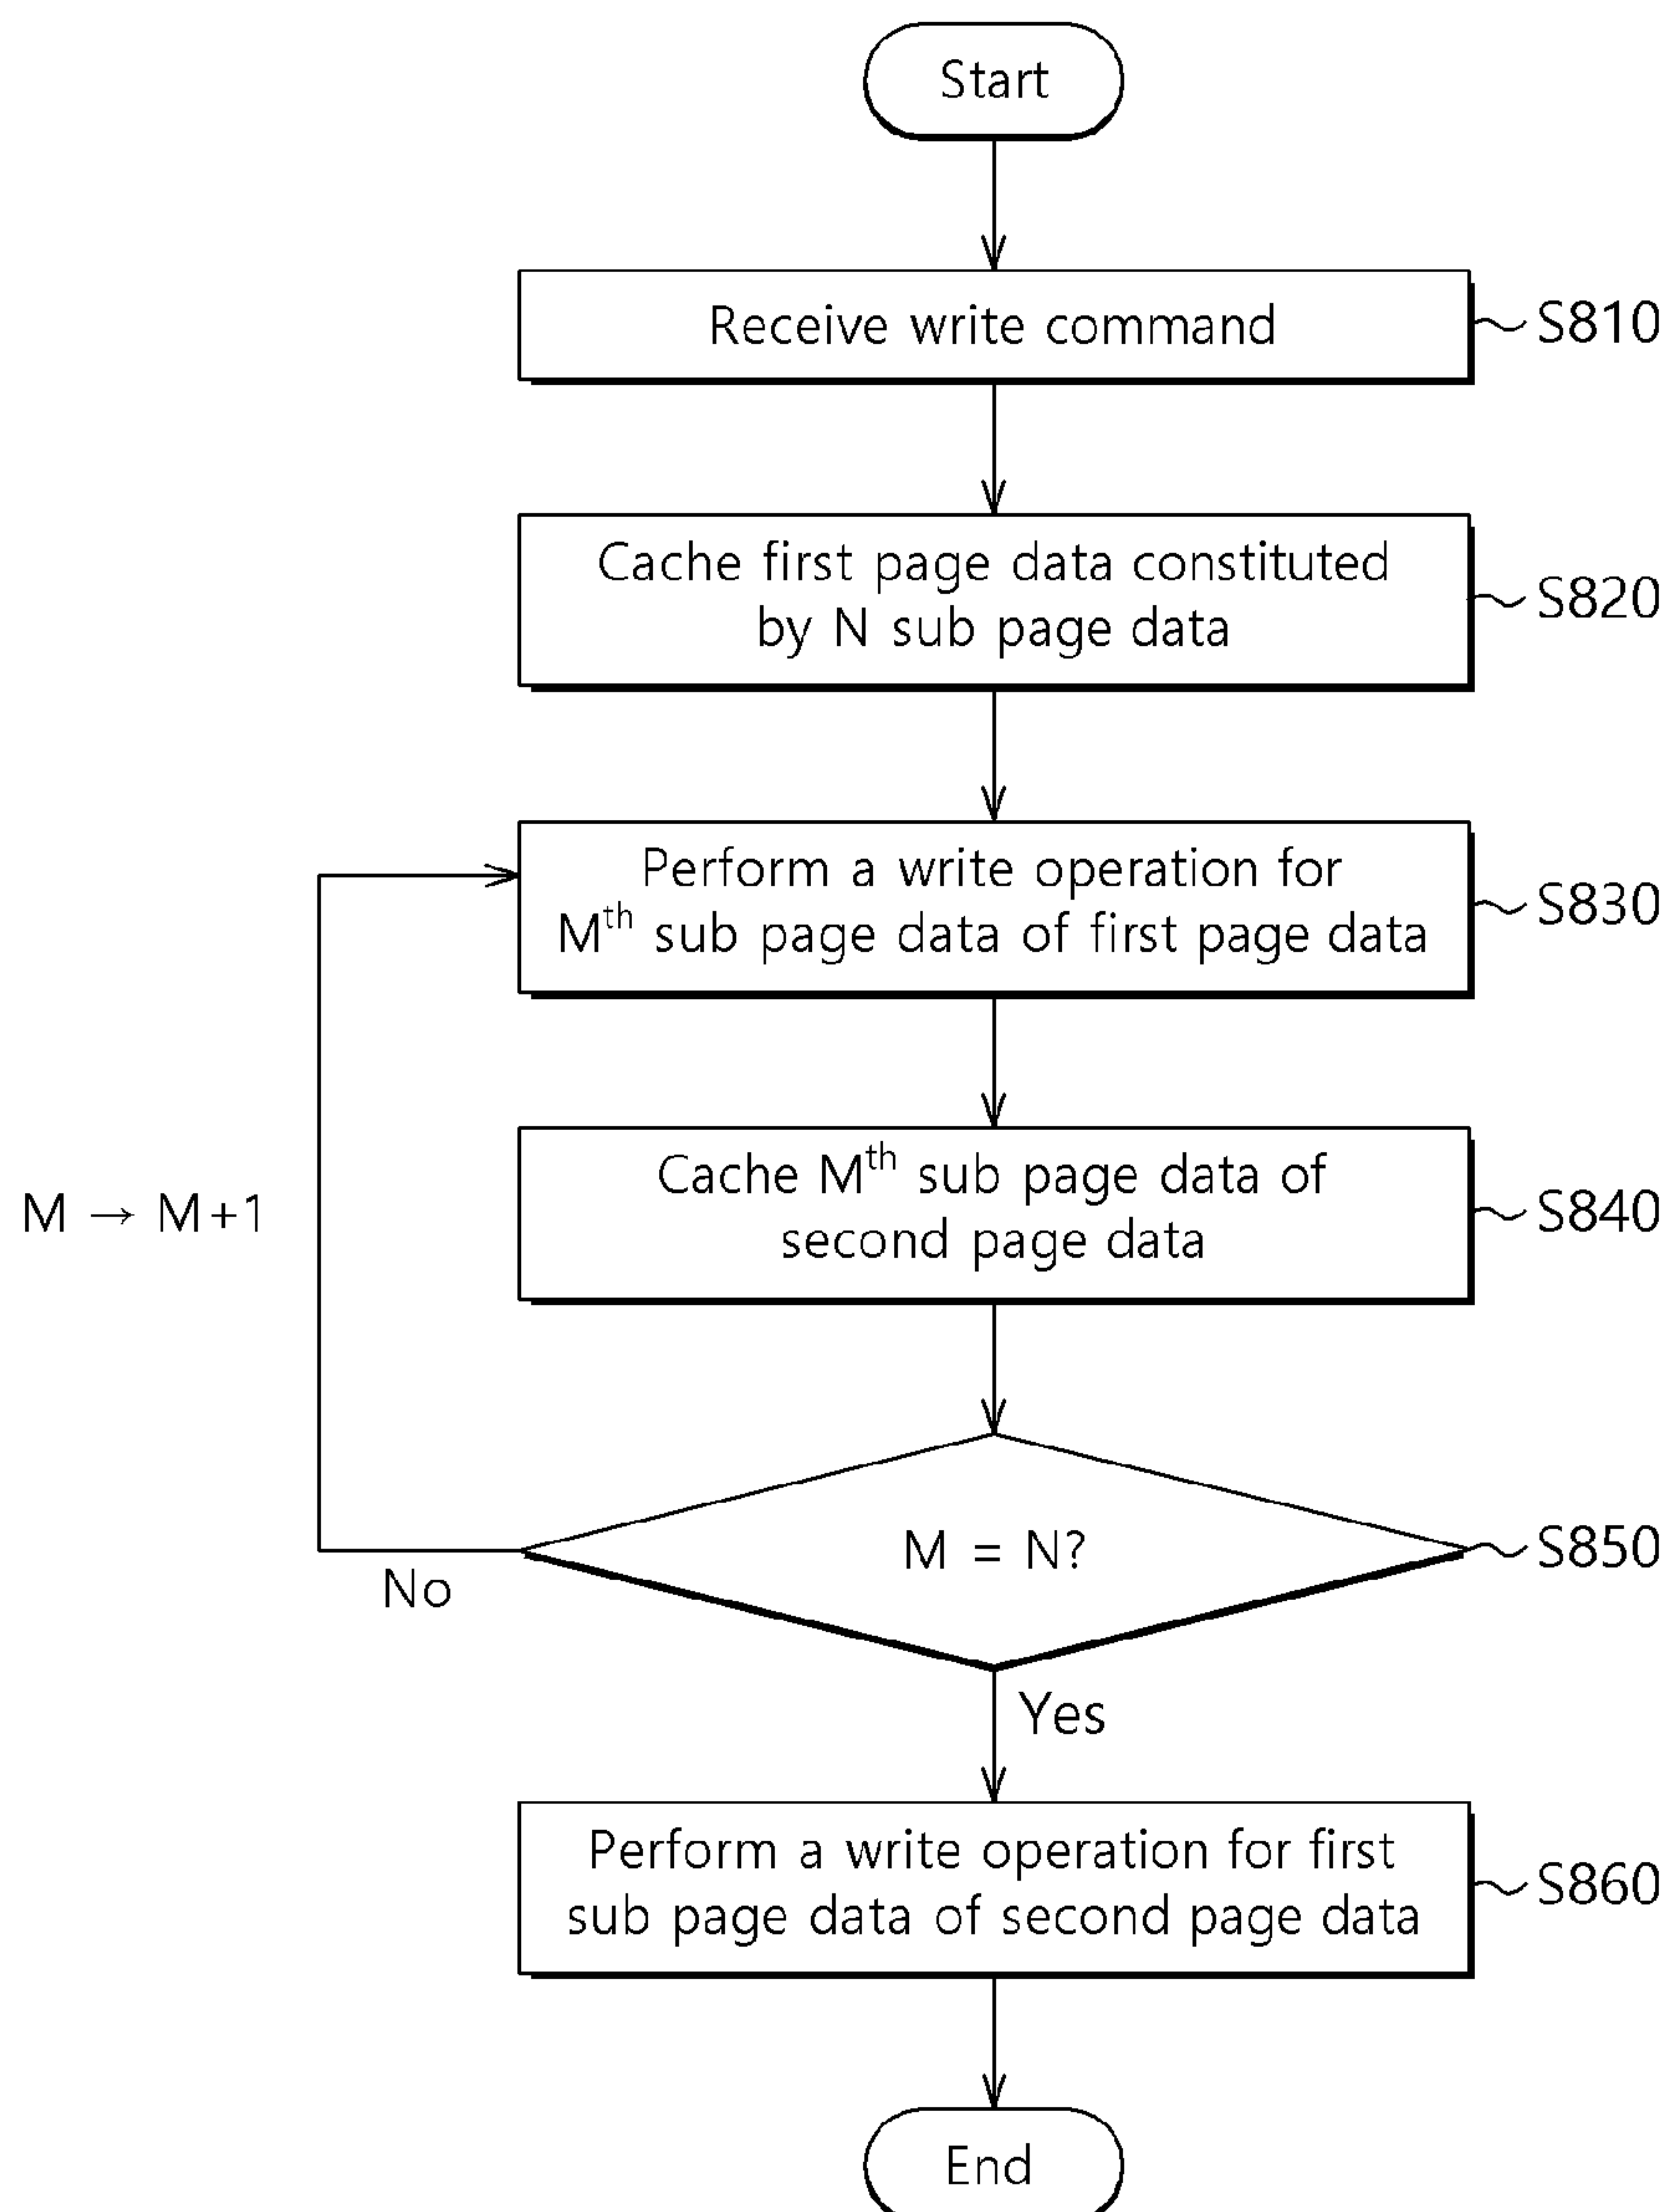 Start
Receive write command
S810
Cache first page data constituted
by N sub page data
S820
Perform a write operation for
Mth sub page data of first page data
S830
Cache Mth sub page data of
second page data
S840
M → M+1
M = N?
S850
No
Yes
Perform a write operation for first
sub page data of second page data
S860
End